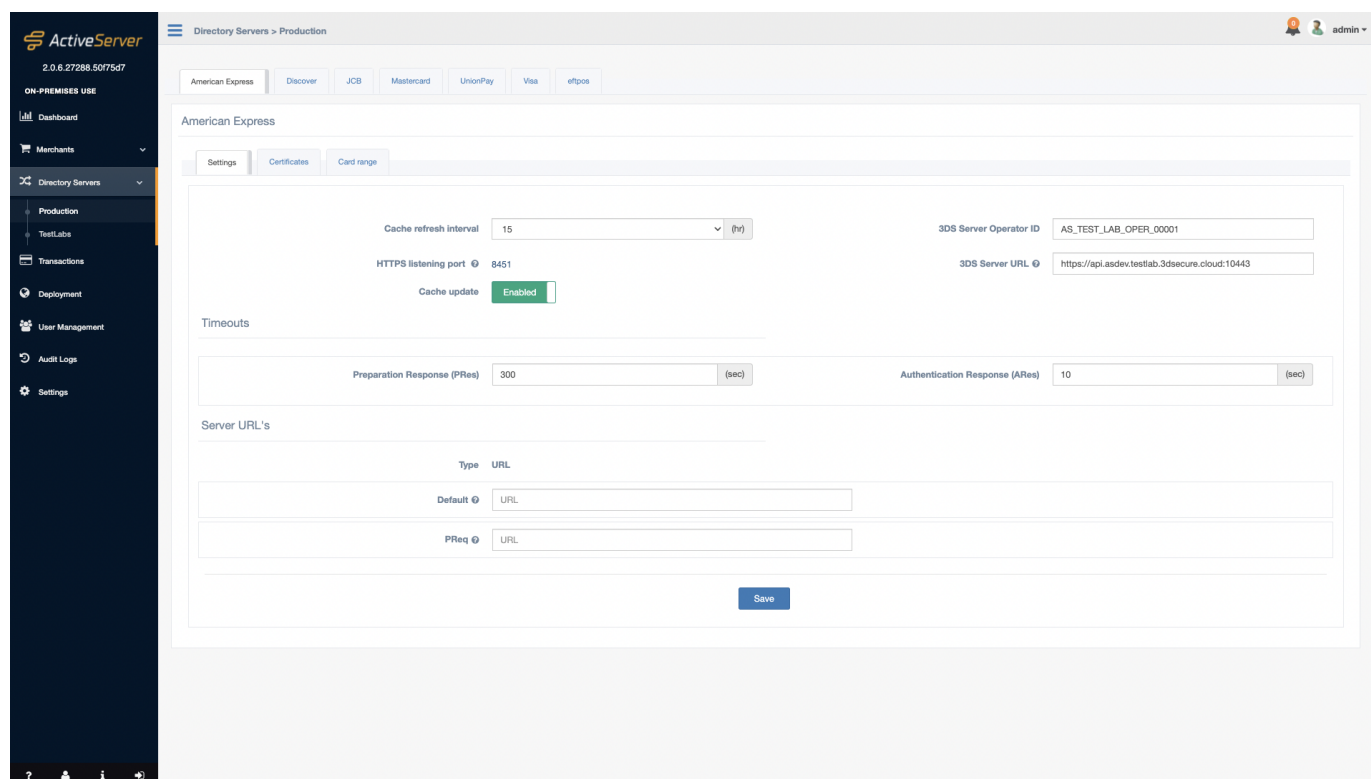 ActiveServer
2.0.6.27288.50f75d7
ON-PREMISES USE
Dashboard
Merchants
Directory Servers
Production
TestLabs
Transactions
Deployment
User Management
Audit Logs
Settings
?
i
Directory Servers > Production
0
admin
American Express Discover JCB Mastercard UnionPay Visa eftpos
American Express
Settings Certificates Card range
Cache refresh interval 15 (hr) 3DS Server Operator ID AS_TEST_LAB_OPER_00001
HTTPS listening port ? 8451 3DS Server URL ? https://api.asdev.testlab.3dsecure.cloud:10443
Cache update Enabled
Timeouts
Preparation Response (PRes) 300 (sec) Authentication Response (ARes) 10 (sec)
Server URL's
Type URL
Default ? URL
PReq ? URL
Save